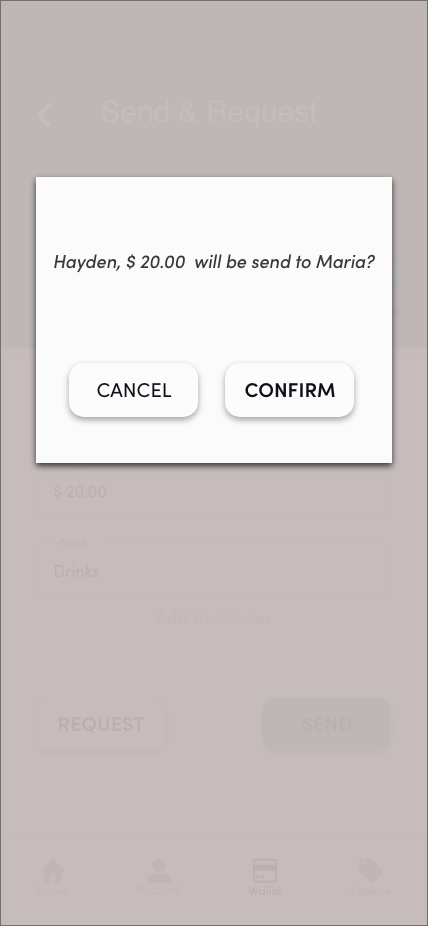 Send & Request
Hayden, $ 20.00 will be send to Maria?
CANCEL CONFIRM
$ 20.00
Note
Drinks
Add Remarder
REQUEST SEND
Home Account Wallet Explore